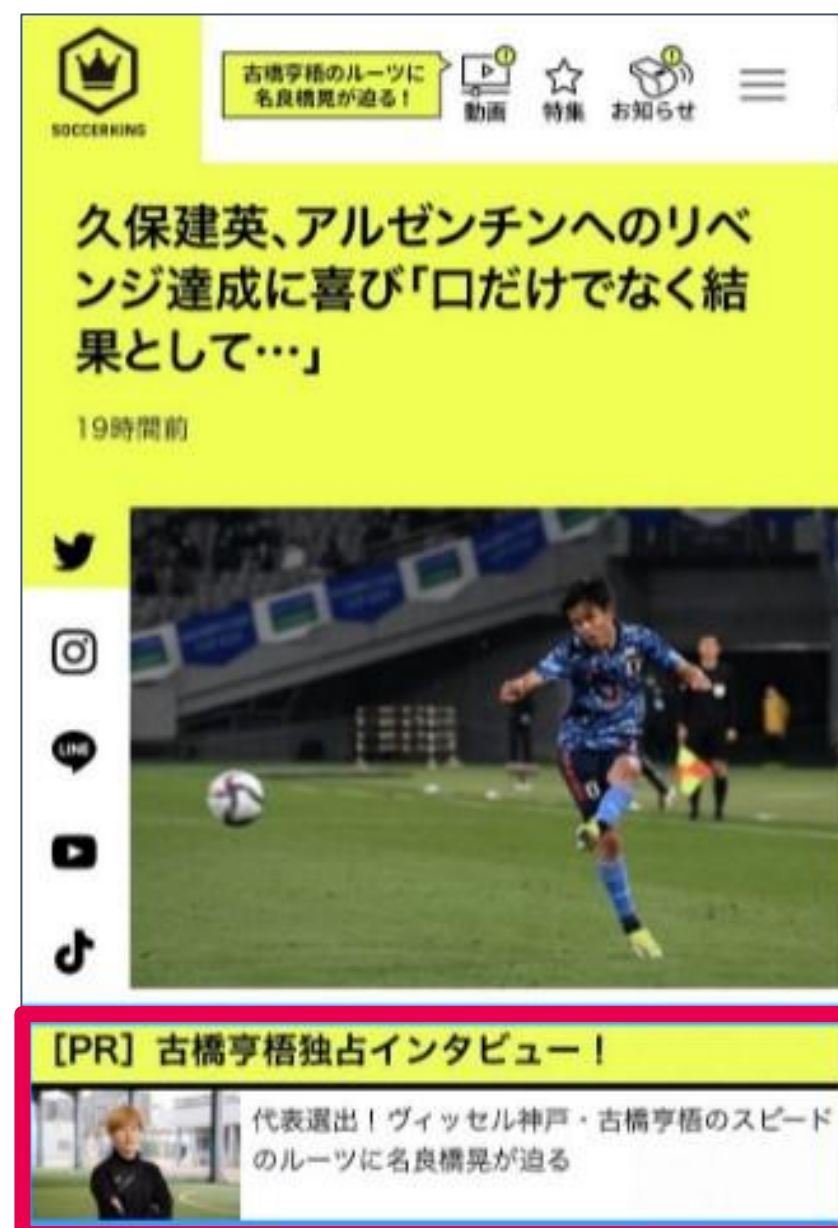 SOCCERKING
古橋亨梧のルーツに
名良橋晃が迫る！
動画
特集
お知らせ
久保建英、アルゼンチンへのリベ
ンジ達成に喜び「口だけでなく結
果として…」
19時間前
LINE
［PR］古橋亨梧独占インタビュー！
代表選出！ヴィッセル神戸・古橋亨梧のスピード
のルーツに名良橋晃が迫る